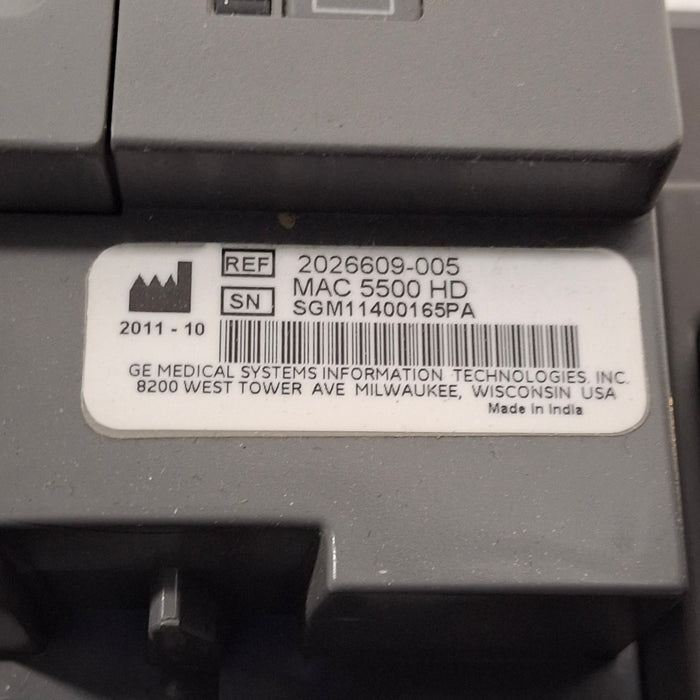 REF 2026609-005
MAC 5500 HD
SN SGM11400165PA
2011 - 10
GE MEDICAL SYSTEMS INFORMATION TECHNOLOGIES, INC.
8200 WEST TOWER AVE MILWAUKEE, WISCONSIN USA
Made in India